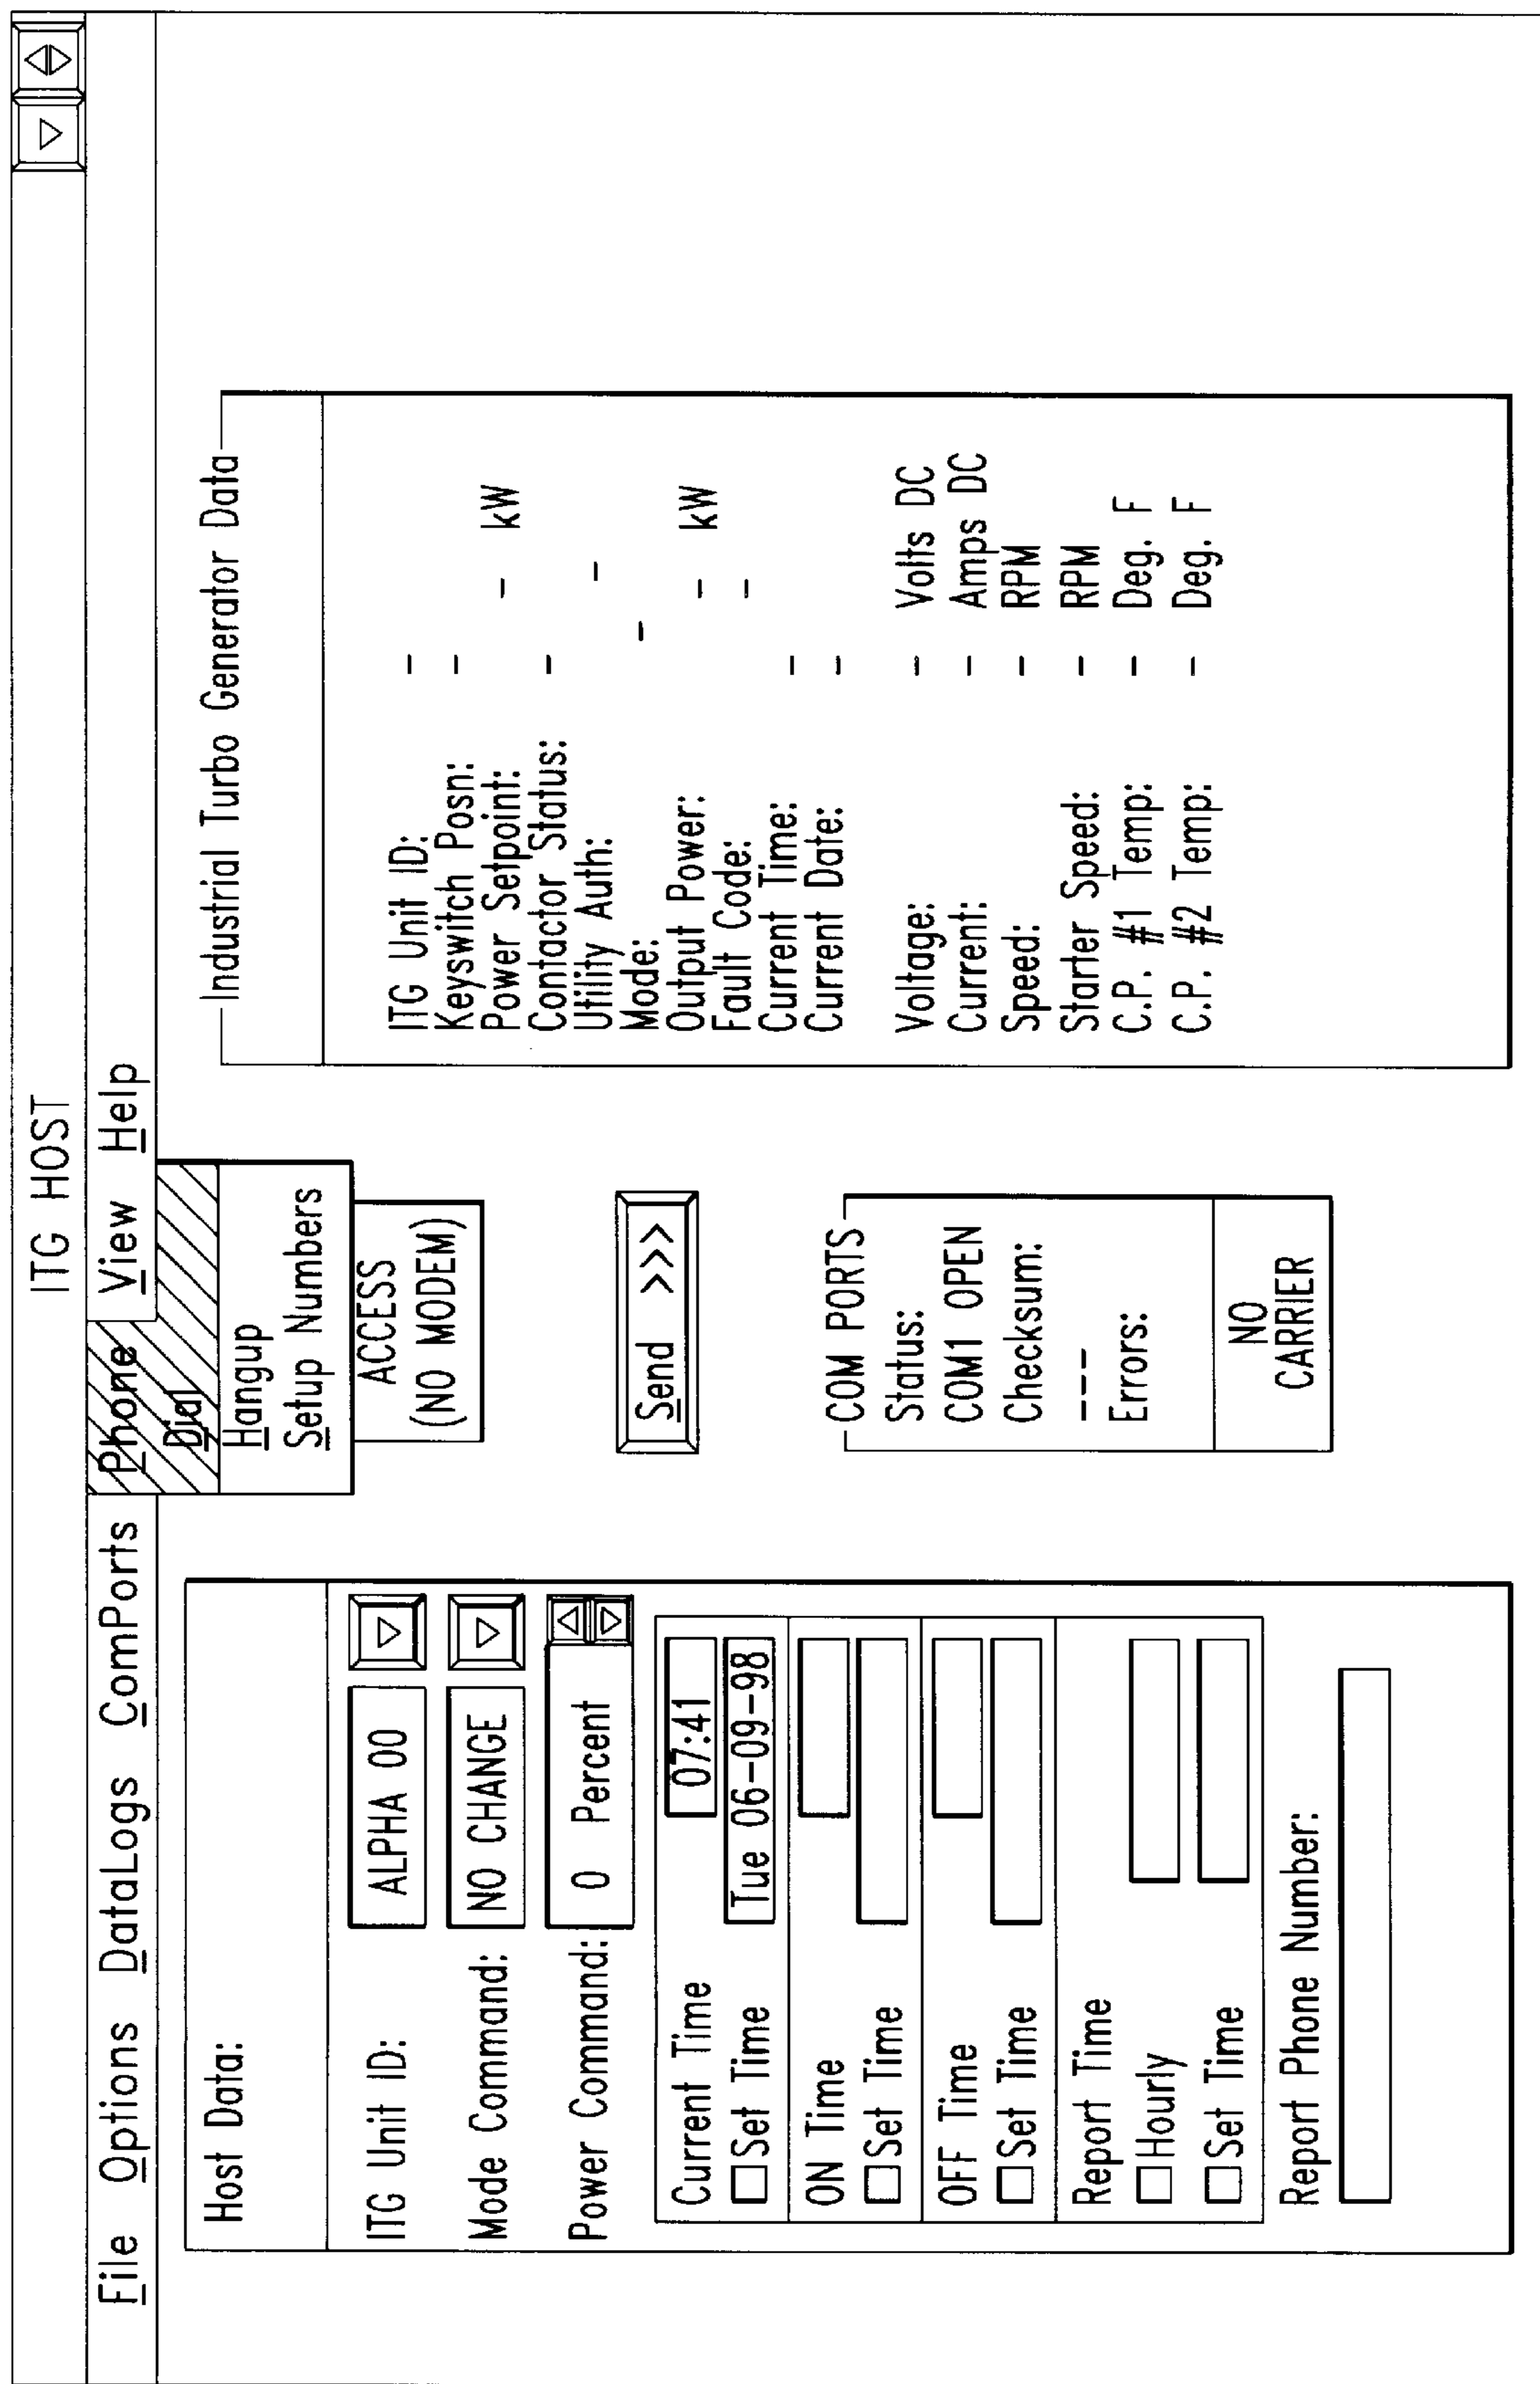 ITG HOST
File Options DataLogs ComPorts Phone View Help
Dial
Hangup
Setup Numbers
ACCESS
(NO MODEM)
Host Data:
ITG Unit ID: ALPHA 00
Mode Command: NO CHANGE
Power Command: 0 Percent
Current Time 07:41
Set Time Tue 06-09-98
ON Time
Set Time
OFF Time
Set Time
Report Time
Hourly
Set Time
Report Phone Number:
Send >>>
COM PORTS
Status:
COM1 OPEN
Checksum:
---
Errors:
NO
CARRIER
Industrial Turbo Generator Data
ITG Unit ID: -
Keyswitch Posn: -
Power Setpoint: - kW
Contactor Status: -
Utility Auth: -
Mode: -
Output Power: - kW
Fault Code: -
Current Time: -
Current Date: -
Voltage: - Volts DC
Current: - Amps DC
Speed: - RPM
Starter Speed: - RPM
C.P. #1 Temp: - Deg. F
C.P. #2 Temp: - Deg. F